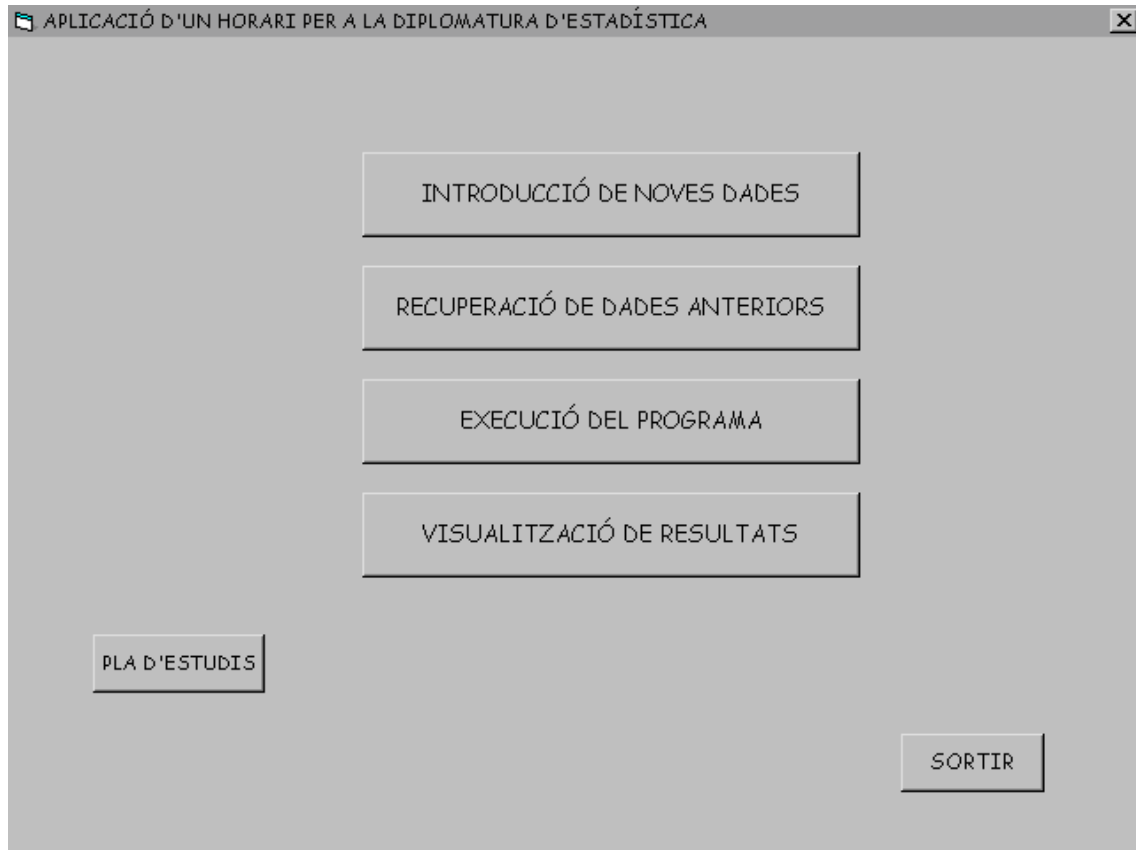 APLICACIÓ D'UN HORARI PER A LA DIPLOMATURA D'ESTADÍSTICA
INTRODUCCIÓ DE NOVES DADES
RECUPERACIÓ DE DADES ANTERIORS
EXECUCIÓ DEL PROGRAMA
VISUALITZACIÓ DE RESULTATS
PLA D'ESTUDIS
SORTIR